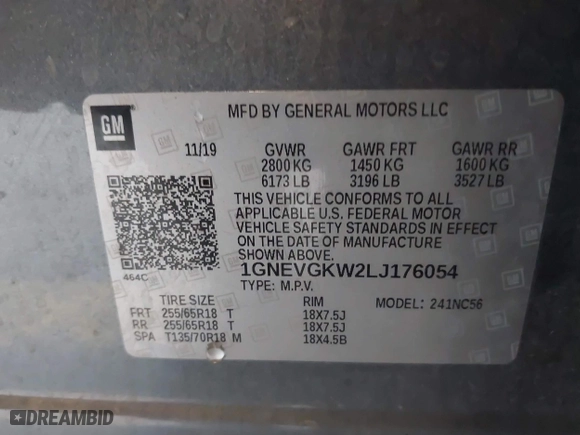 GM
MFD BY GENERAL MOTORS LLC
11/19 GVWR GAWR FRT GAWR RR
2800 KG 1450 KG 1600 KG
6173 LB 3196 LB 3527 LB
THIS VEHICLE CONFORMS TO ALL
APPLICABLE U.S. FEDERAL MOTOR
VEHICLE SAFETY STANDARDS IN EFFECT
ON THE DATE OF MANUFACTURE
SHOWN ABOVE.
464C
1GNEVGKW2LJ176054
TYPE: M.P.V.
TIRE SIZE RIM MODEL: 241NC56
FRT 255/65R18 T 18X7.5J
RR 255/65R18 T 18X7.5J
SPA T135/70R18 M 18X4.5B
DREAMBID